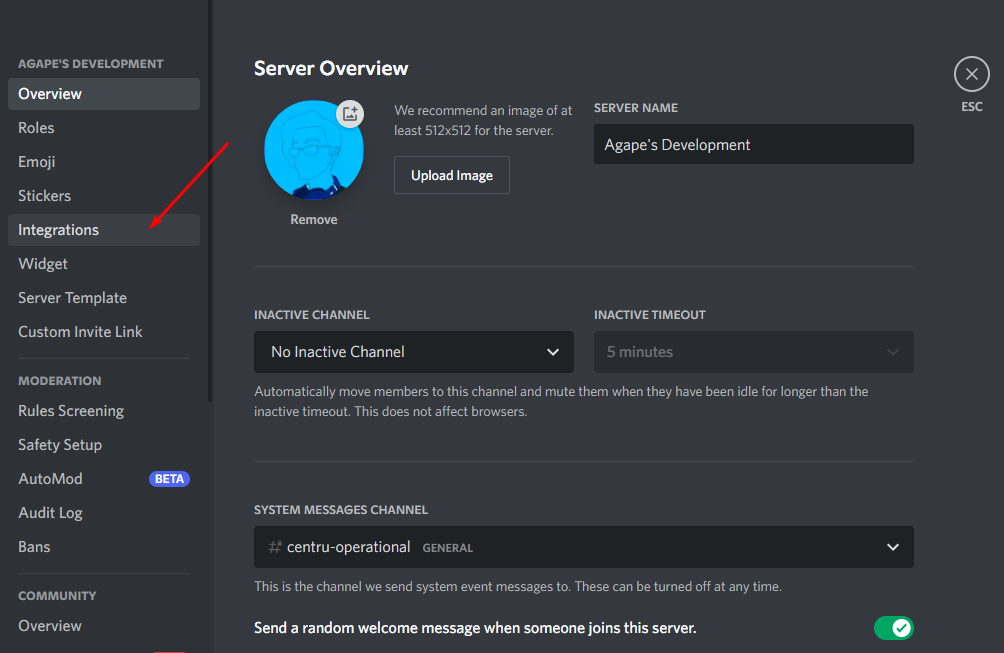 AGAPE'S DEVELOPMENT
Overview
Roles
Emoji
Stickers
Integrations
Widget
Server Template
Custom Invite Link
MODERATION
Rules Screening
Safety Setup
AutoMod BETA
Audit Log
Bans
COMMUNITY
Overview
Server Overview
We recommend an image of at
least 512x512 for the server.
Upload Image
Remove
SERVER NAME
Agape's Development
ESC
INACTIVE CHANNEL
No Inactive Channel
INACTIVE TIMEOUT
5 minutes
Automatically move members to this channel and mute them when they have been idle for longer than the
inactive timeout. This does not affect browsers.
SYSTEM MESSAGES CHANNEL
centru-operational GENERAL
This is the channel we send system event messages to. These can be turned off at any time.
Send a random welcome message when someone joins this server.